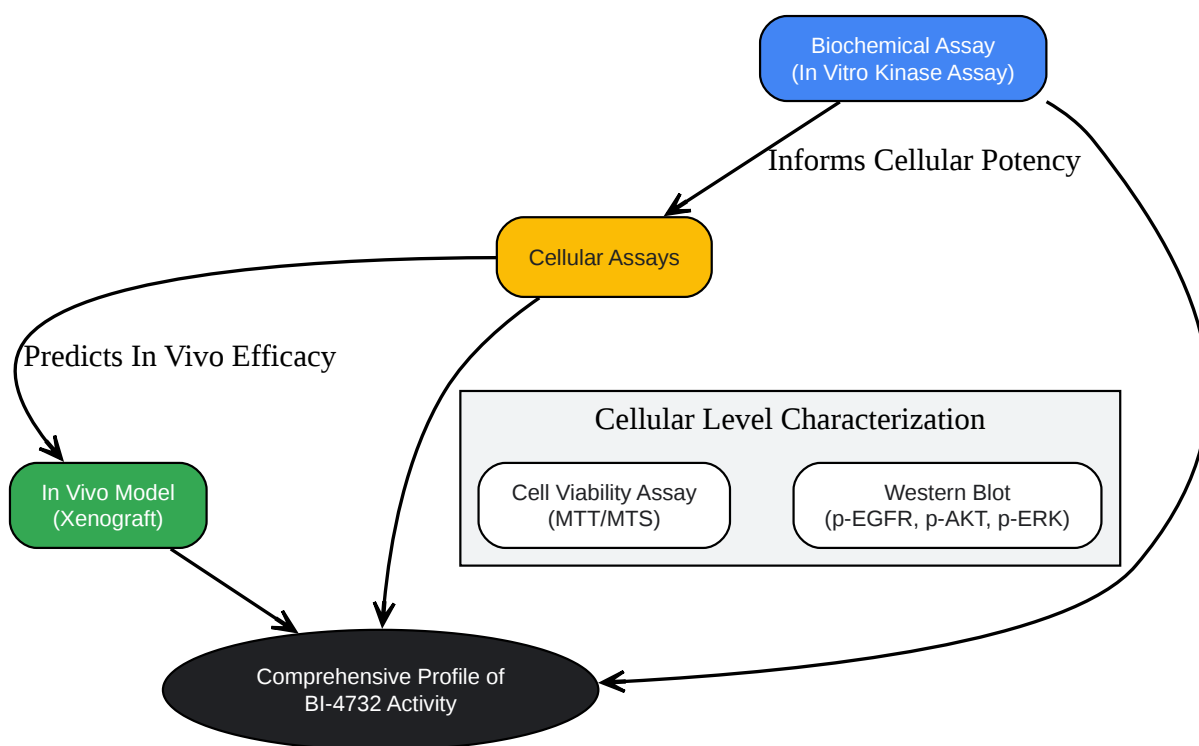 Biochemical Assay
(In Vitro Kinase Assay)
Informs Cellular Potency
Cellular Assays
Predicts In Vivo Efficacy
Cellular Level Characterization
In Vivo Model
(Xenograft)
Cell Viability Assay
(MTT/MTS)
Western Blot
(p-EGFR, p-AKT, p-ERK)
Comprehensive Profile of
BI-4732 Activity